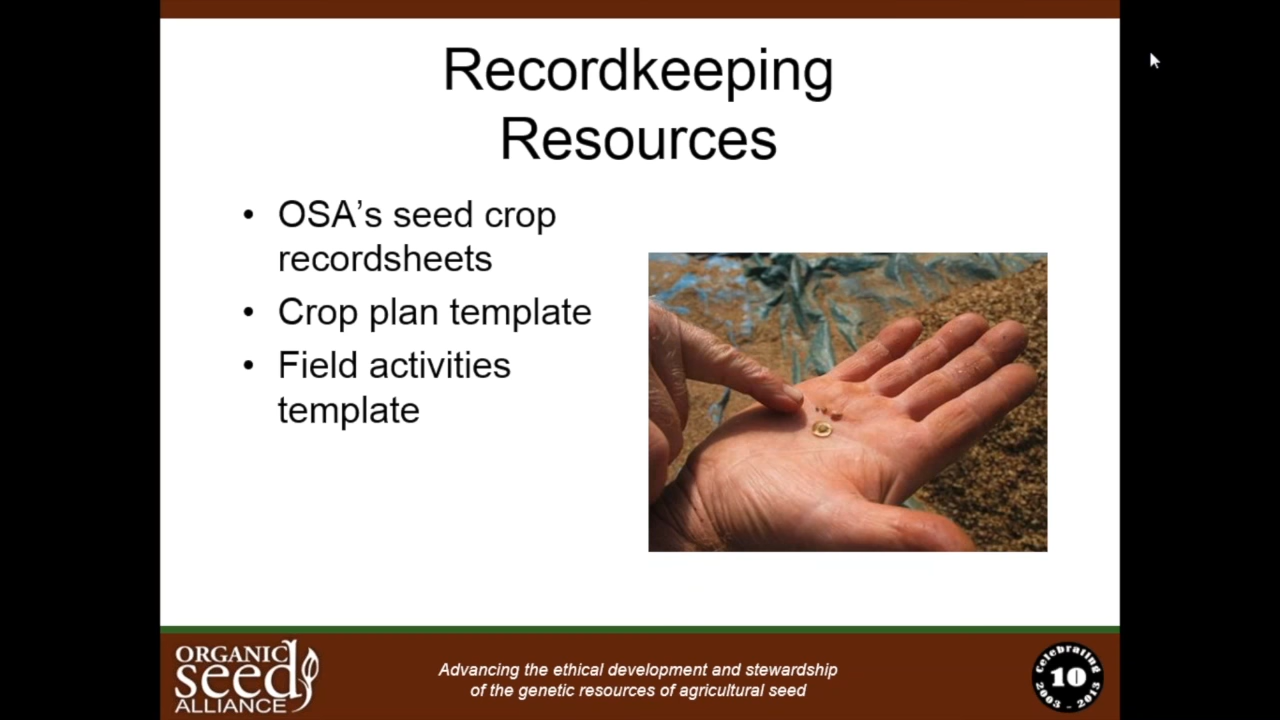 Recordkeeping
Resources
• OSA’s seed crop
recordsheets
• Crop plan template
• Field activities
template
ORGANIC
seed
ALLIANCE
Advancing the ethical development and stewardship
of the genetic resources of agricultural seed
Celebrating
10
2003 - 2013